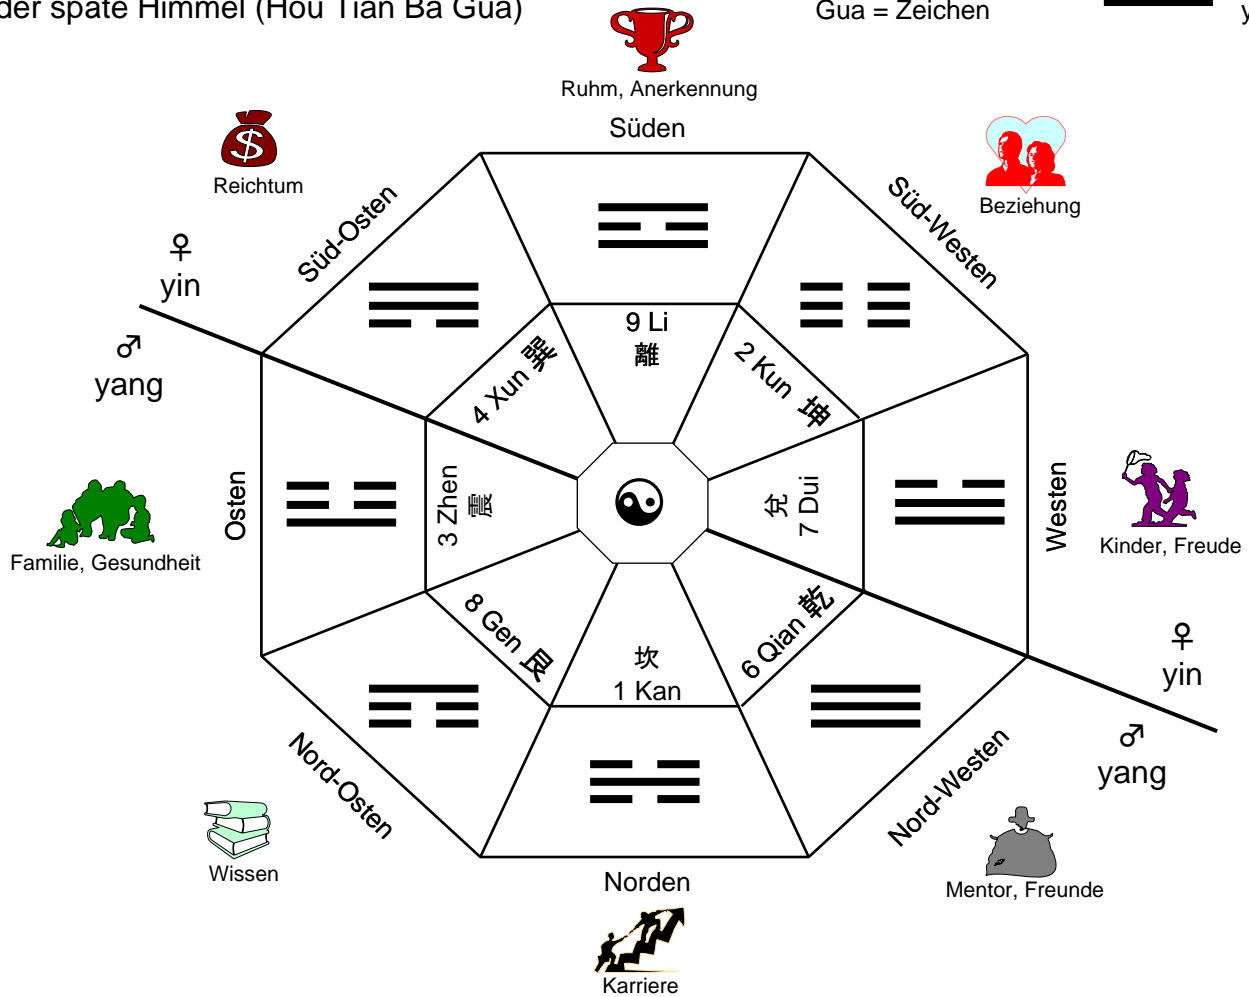 der späte Himmel (Hou Tian Ba Gua)
Gua = Zeichen
Ruhm, Anerkennung
Süden
$
Reichtum
Beziehung
Süd-Osten
Süd-Westen
♀
yin
♂
yang
9 Li
離
4 Xun 巽
2 Kun 坤
Osten
3 Zhen
震
兌
7 Dui
Westen
Familie, Gesundheit
Kinder, Freude
8 Gen 艮
坎
1 Kan
6 Qian 乾
♀
yin
♂
yang
Nord-Osten
Nord-Westen
Wissen
Norden
Mentor, Freunde
Karriere